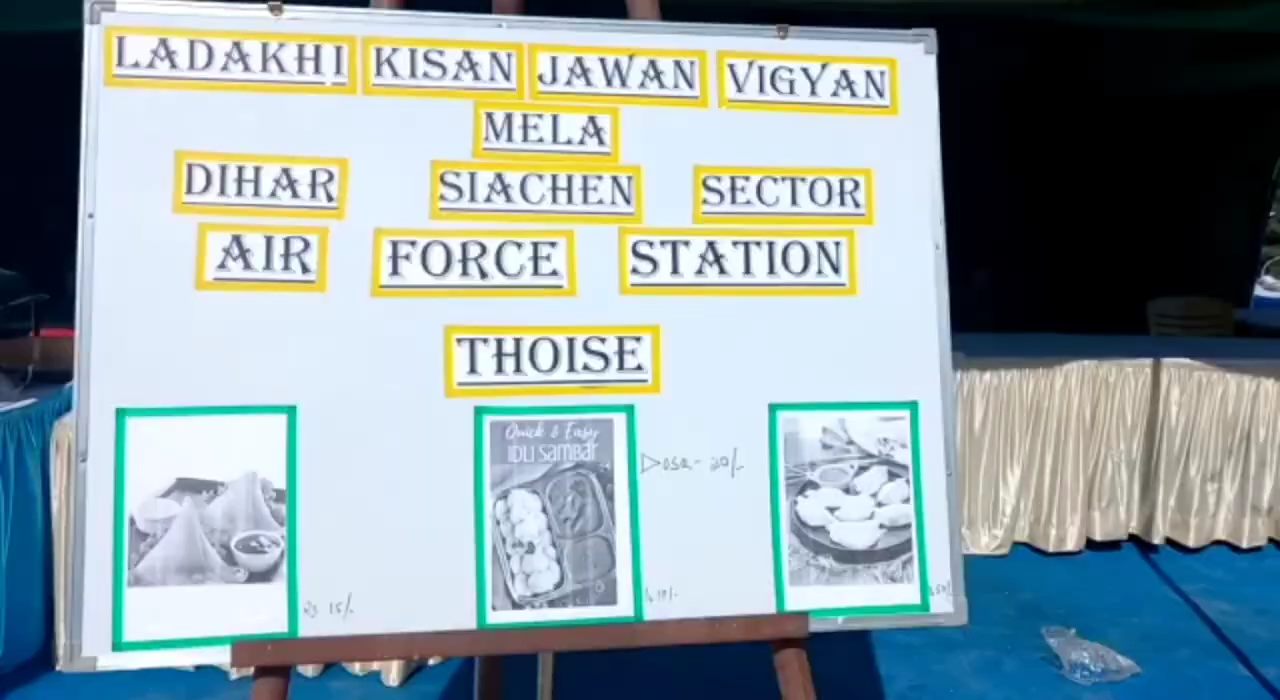 LADAKHI KISAN JAWAN VIGYAN
MELA
DIHAR SIACHEN SECTOR
AIR FORCE STATION
THOISE
Quick & Easy
IDLI Sambar
Dosa - 20/-
15/-